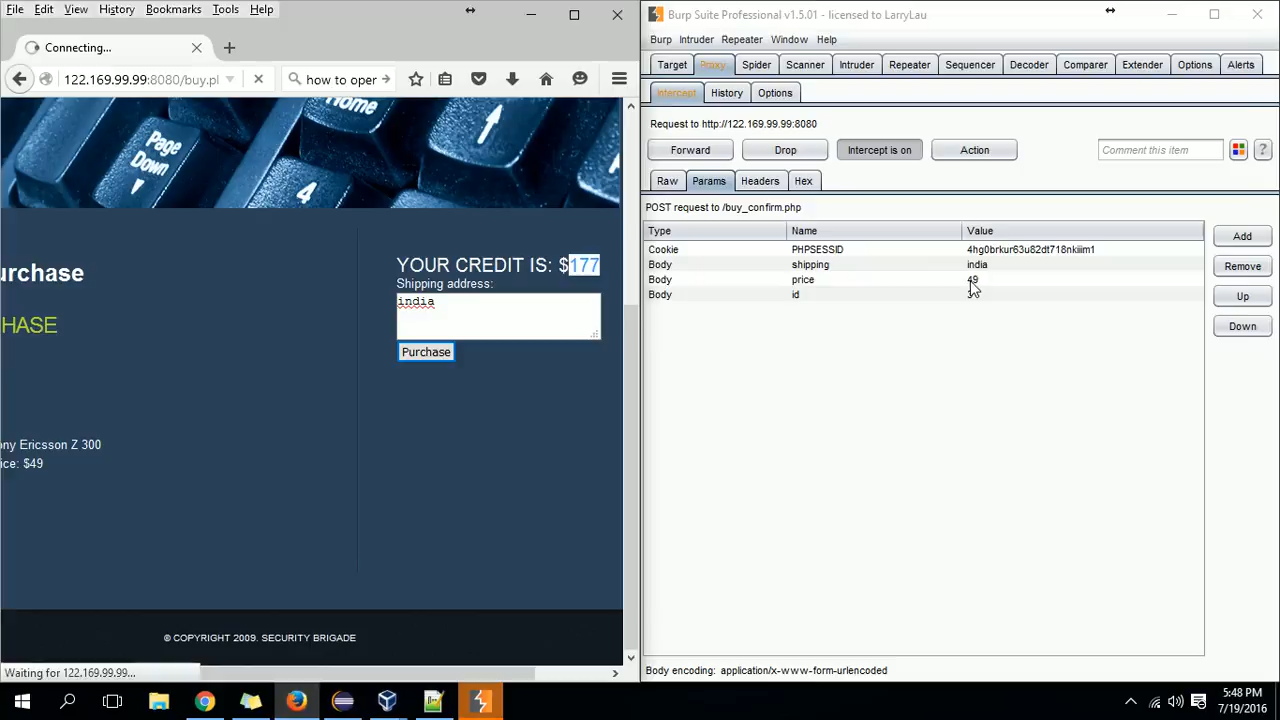 File Edit View History Bookmarks Tools Help
Connecting...
122.169.99.99:8080/buy.pl
how to oper
Home
Page
Down
4
YOUR CREDIT IS: $177
Shipping address:
india
Purchase
urchase
HASE
ny Ericsson Z 300
ice: $49
© COPYRIGHT 2009. SECURITY BRIGADE
Waiting for 122.169.99.99...
Burp Suite Professional v1.5.01 - licensed to LarryLau
Burp Intruder Repeater Window Help
Target Proxy Spider Scanner Intruder Repeater Sequencer Decoder Comparer Extender Options Alerts
Intercept History Options
Request to http://122.169.99.99:8080
Forward Drop Intercept is on Action Comment this item ?
Raw Params Headers Hex
POST request to /buy_confirm.php
Type Name Value
Cookie PHPSESSID 4hg0brkur63u82dt718nkiiim1
Body shipping india
Body price 49
Body id
Add
Remove
Up
Down
Body encoding: application/x-www-form-urlencoded
5:48 PM
7/19/2016